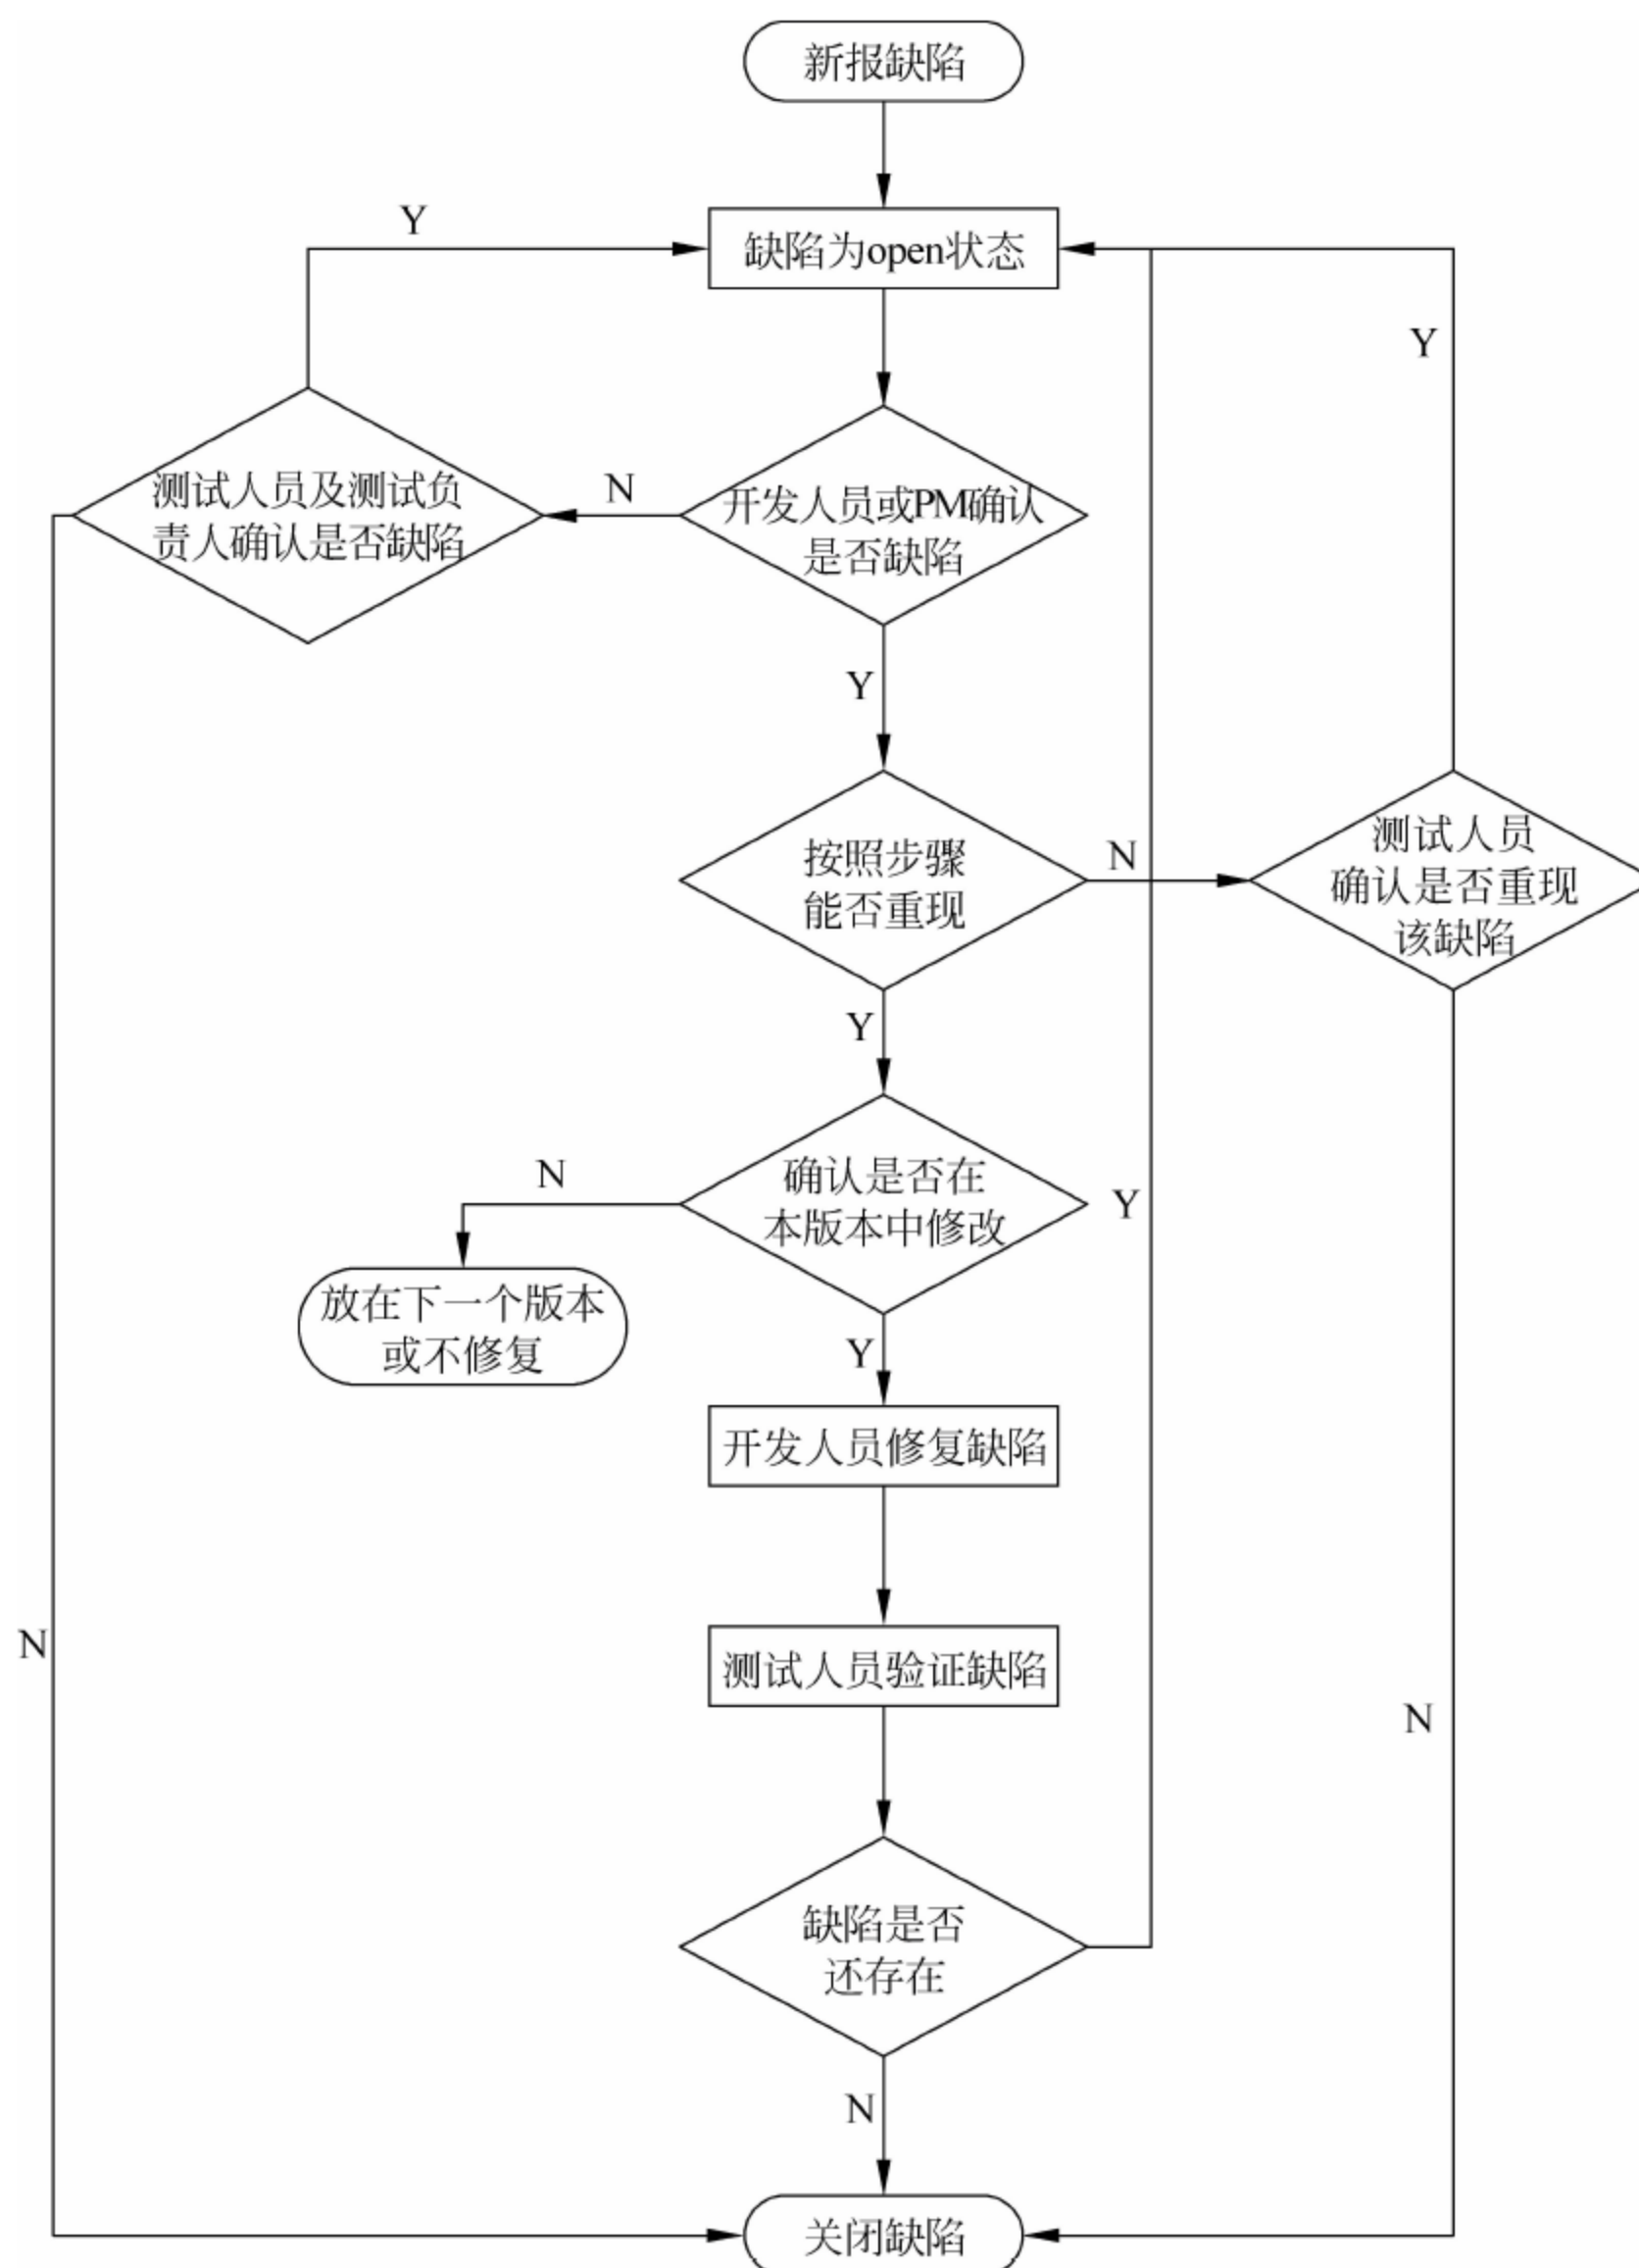 新报缺陷
Y
缺陷为open状态
Y
测试人员及测试负
责人确认是否缺陷
N
开发人员或PM确认
是否缺陷
Y
按照步骤
能否重现
N
测试人员
确认是否重现
该缺陷
Y
N
确认是否在
本版本中修改
Y
放在下一个版本
或不修复
Y
开发人员修复缺陷
N
测试人员验证缺陷
N
缺陷是否
还存在
N
关闭缺陷